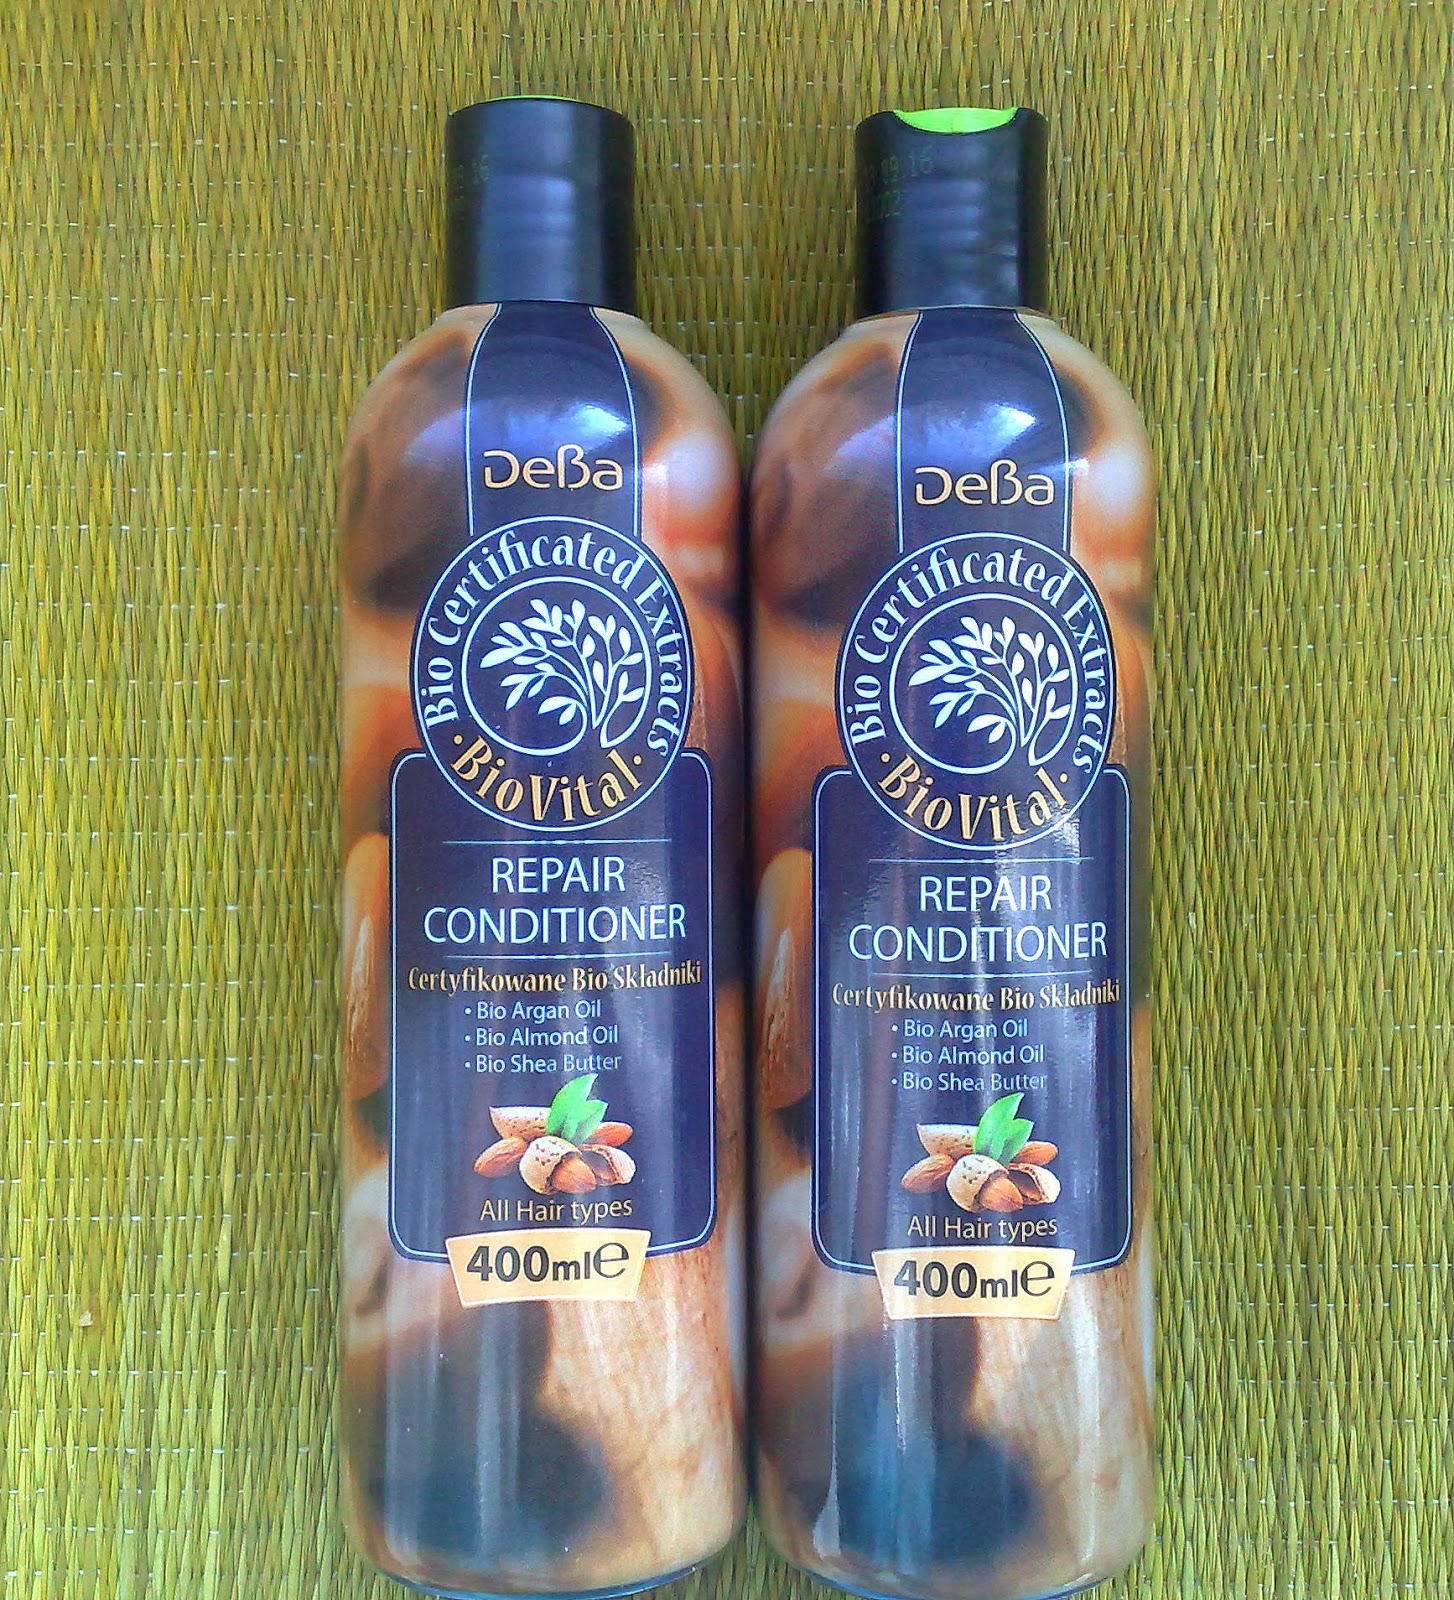 DeBa
Bio Certificated Extracts
·BioVital·
REPAIR
CONDITIONER
Certyfikowane Bio Składniki
• Bio Argan Oil
• Bio Almond Oil
• Bio Shea Butter
All Hair types
400ml e
09 16
DeBa
Bio Certificated Extracts
·BioVital·
REPAIR
CONDITIONER
Certyfikowane Bio Składniki
• Bio Argan Oil
• Bio Almond Oil
• Bio Shea Butter
All Hair types
400ml e